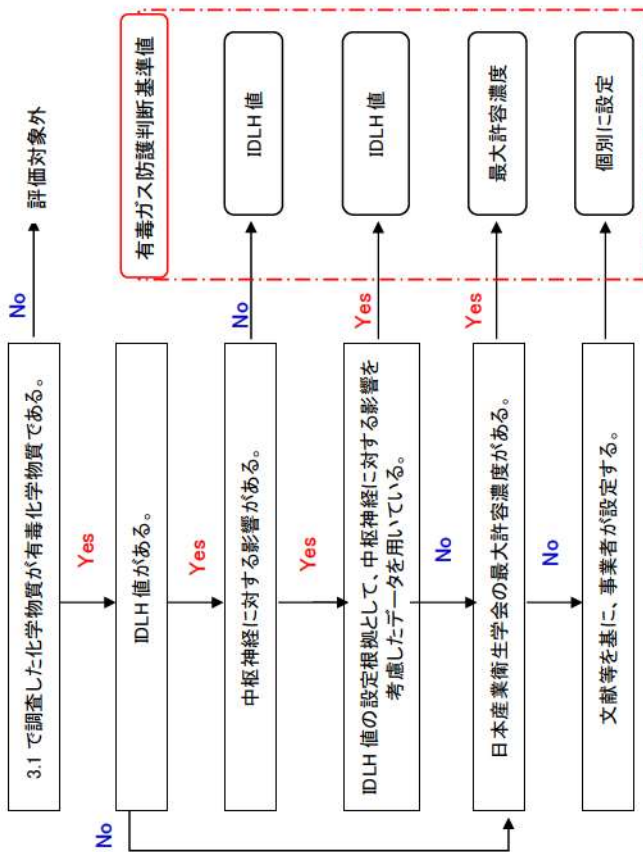 3.1 で調査した化学物質が有毒化学物質である。
No
評価対象外
Yes
IDLH 値がある。
No
Yes
有毒ガス防護判断基準値
中枢神経に対する影響がある。
No
IDLH 値
Yes
IDLH 値の設定根拠として、中枢神経に対する影響を
考慮したデータを用いている。
Yes
IDLH 値
No
日本産業衛生学会の最大許容濃度がある。
Yes
最大許容濃度
No
文献等を基に、事業者が設定する。
個別に設定